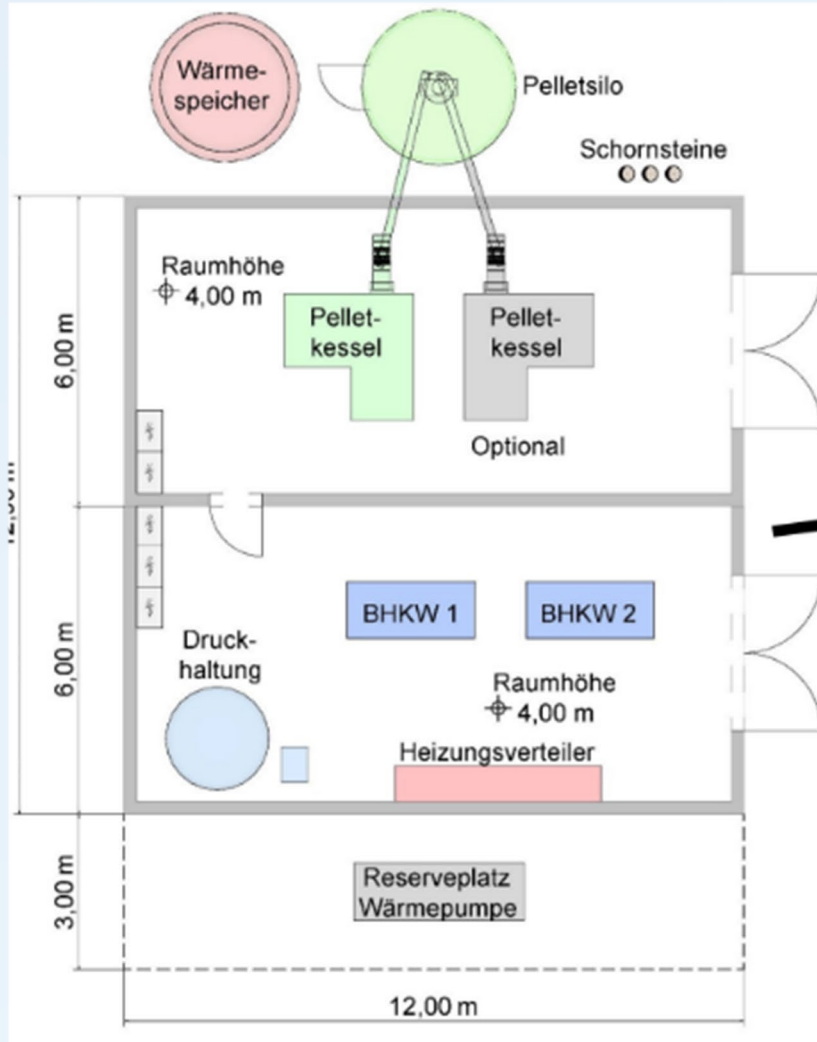 Wärme-
speicher
Pelletsilo
Schornsteine
Raumhöhe
4,00 m
Pellet-
kessel
Pellet-
kessel
Optional
6,00 m
BHKW 1
BHKW 2
Druck-
haltung
6,00 m
Raumhöhe
4,00 m
Heizungsverteiler
Reserveplatz
Wärmepumpe
3,00 m
12,00 m